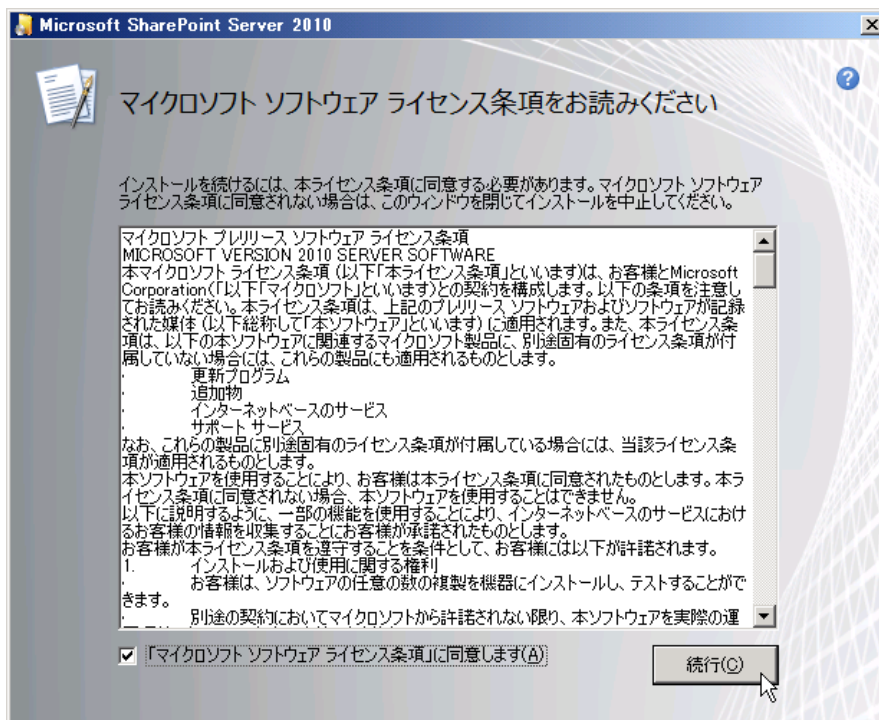 Microsoft SharePoint Server 2010
マイクロソフト ソフトウェア ライセンス条項をお読みください
インストールを続けるには、本ライセンス条項に同意する必要があります。マイクロソフト ソフトウェア
ライセンス条項に同意されない場合は、このウィンドウを閉じてインストールを中止してください。
マイクロソフト プレリリース ソフトウェア ライセンス条項
MICROSOFT VERSION 2010 SERVER SOFTWARE
本マイクロソフト ライセンス条項 (以下「本ライセンス条項」といいます)は、お客様とMicrosoft
Corporation(「以下「マイクロソフト」といいます)との契約を構成します。以下の条項を注意し
てお読みください。本ライセンス条項は、上記のプレリリース ソフトウェアおよびソフトウェアが記録
された媒体 (以下総称して「本ソフトウェア」といいます) に適用されます。また、本ライセンス条
項は、以下の本ソフトウェアに関連するマイクロソフト製品に、別途固有のライセンス条項が付
属していない場合には、これらの製品にも適用されるものとします。
· 更新プログラム
· 追加物
· インターネットベースのサービス
· サポート サービス
なお、これらの製品に別途固有のライセンス条項が付属している場合には、当該ライセンス条
項が適用されるものとします。
本ソフトウェアを使用することにより、お客様は本ライセンス条項に同意されたものとします。本ラ
イセンス条項に同意されない場合、本ソフトウェアを使用することはできません。
以下に説明するように、一部の機能を使用することにより、インターネットベースのサービスにおけ
るお客様の情報を収集することにお客様が承諾されたものとします。
お客様が本ライセンス条項を遵守することを条件として、お客様には以下が許諾されます。
1. インストールおよび使用に関する権利
· お客様は、ソフトウェアの任意の数の複製を機器にインストールし、テストすることがで
きます。
· 別途の契約においてマイクロソフトから許諾されない限り、本ソフトウェアを実際の運
「マイクロソフト ソフトウェア ライセンス条項」に同意します(A)
続行(C)